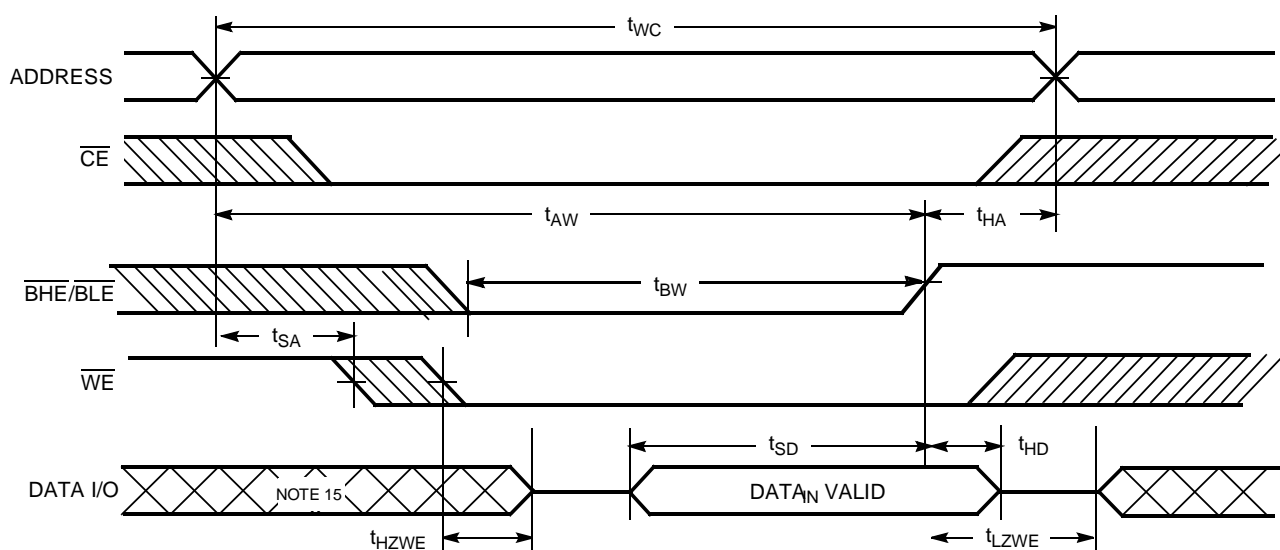 tWC
ADDRESS
CE
tAW
tHA
BHE/BLE
tBW
tSA
WE
tSD
tHD
DATA I/O
NOTE 15
DATAIN VALID
tHZWE
tLZWE